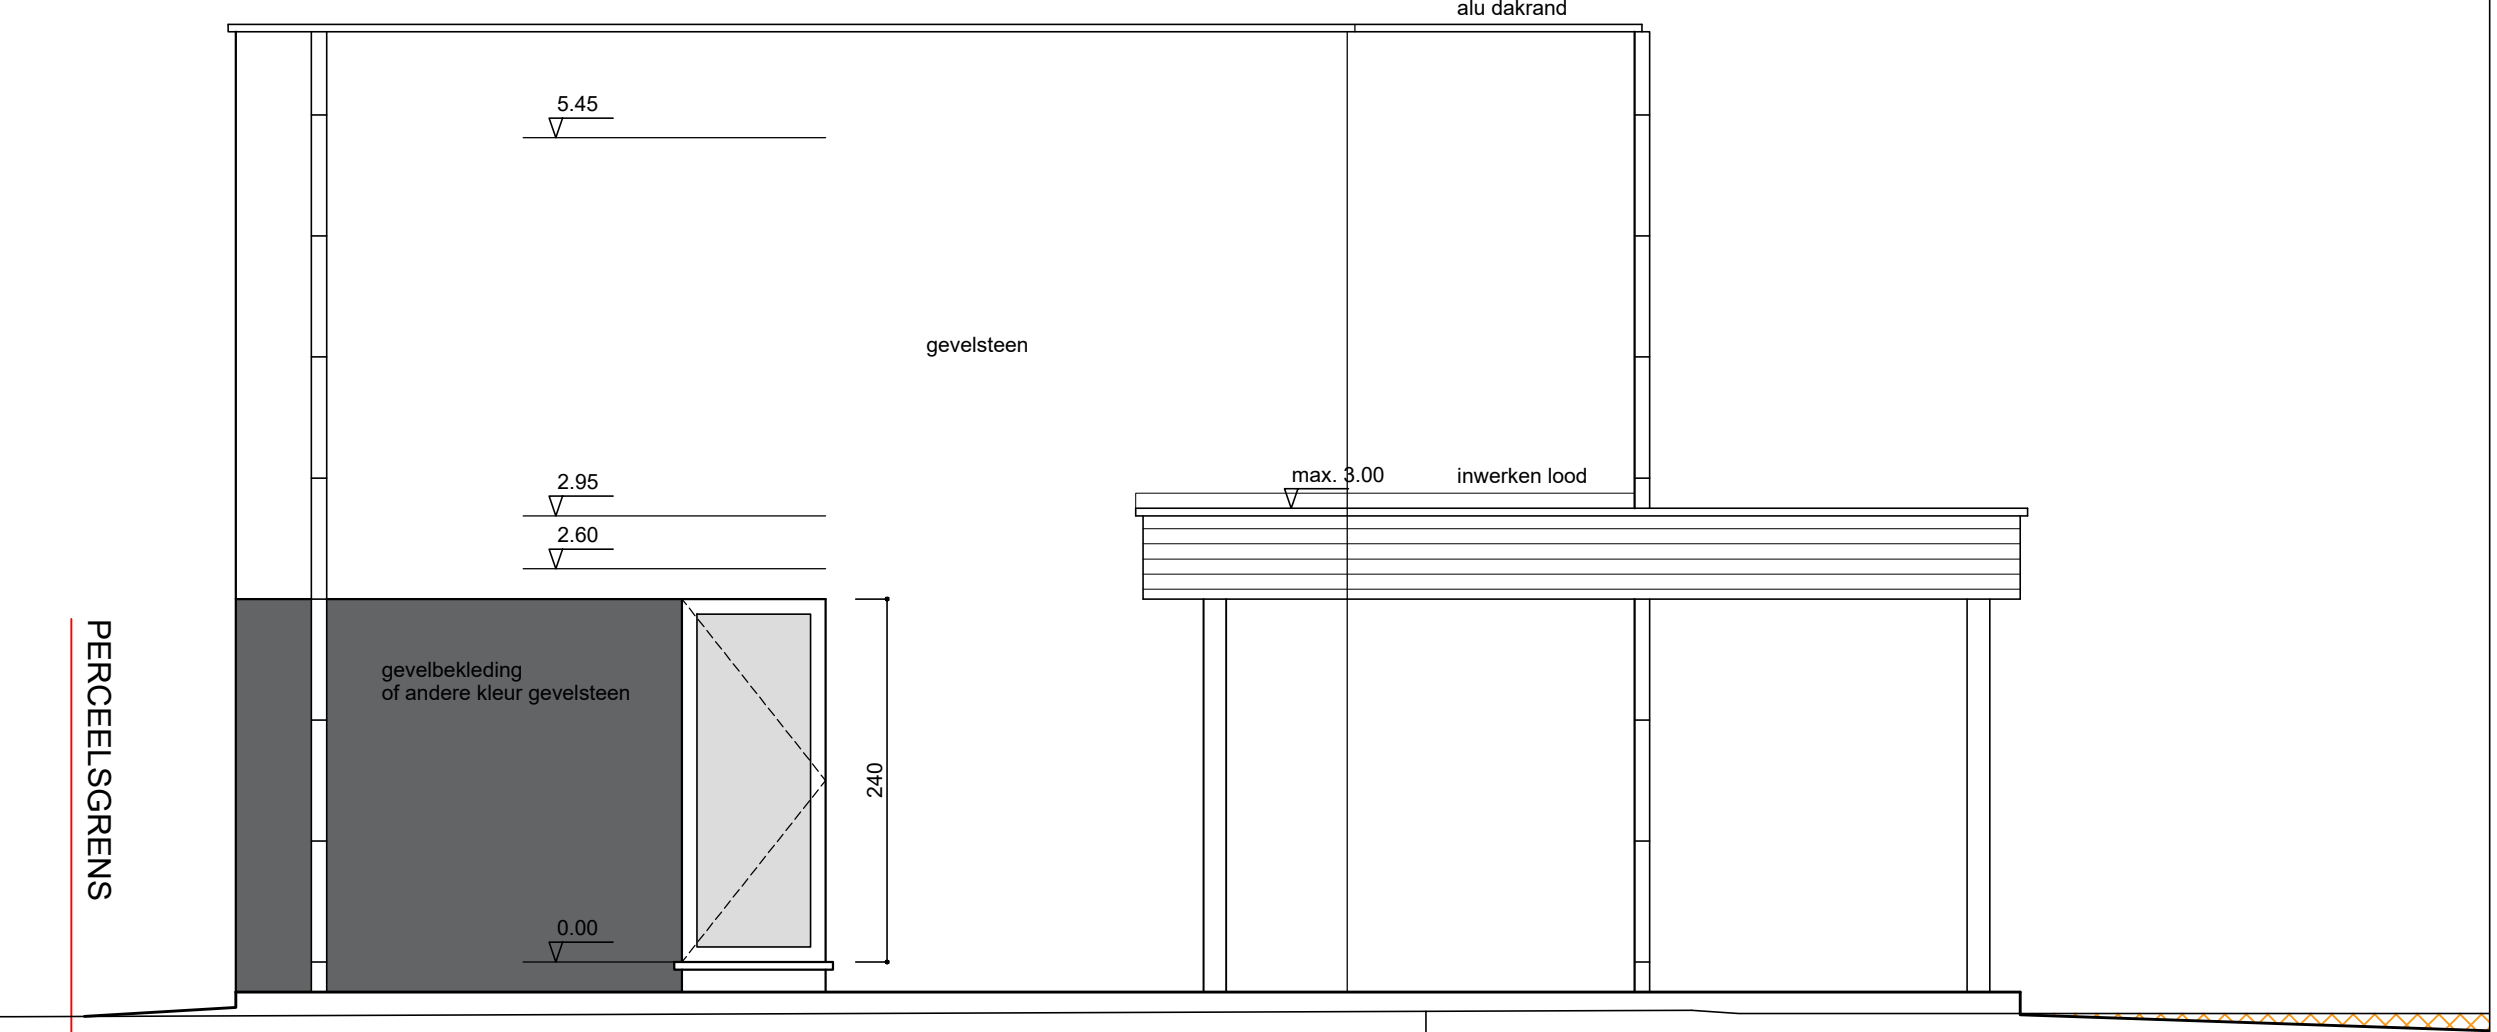 alu dakrand
5.45
gevelsteen
2.95
max. 3.00
inwerken lood
2.60
PERCEELSGRENS
gevelbekleding
of andere kleur gevelsteen
240
0.00